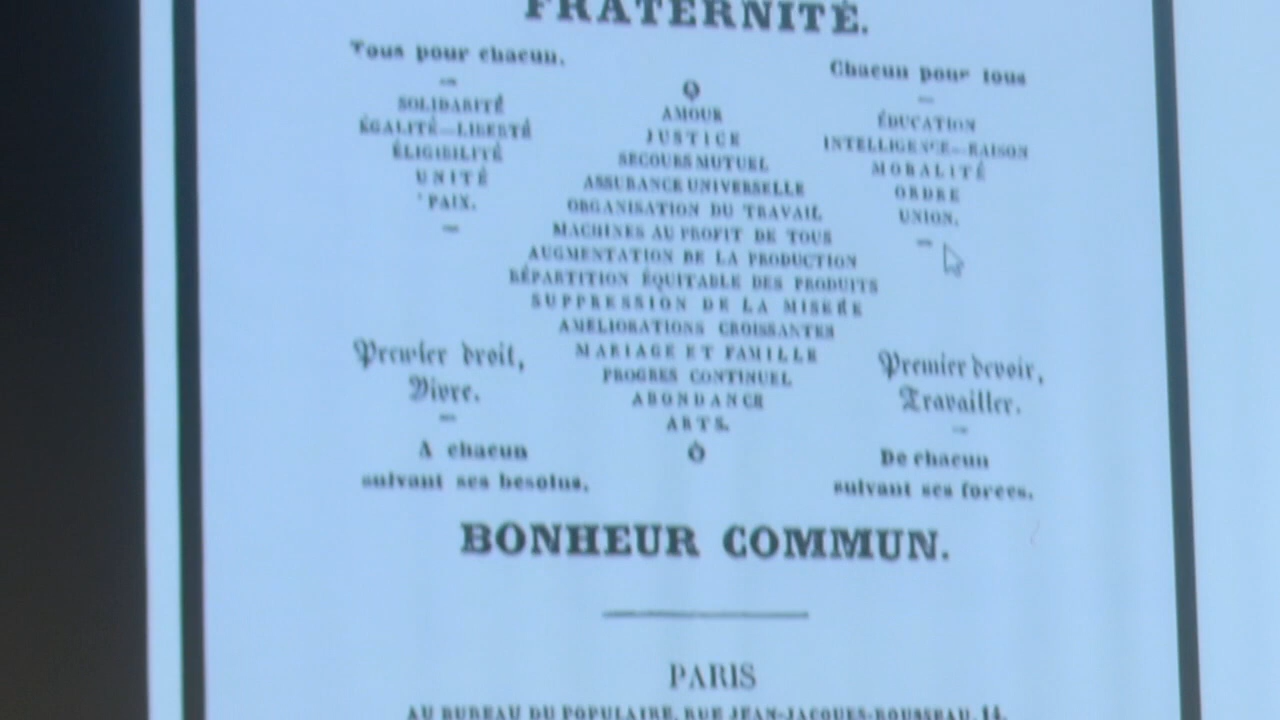 FRATERNITÉ.
Tous pour chacun.
SOLIDARITÉ
ÉGALITÉ—LIBERTÉ
ÉLIGIBILITÉ
UNITÉ
PAIX.
AMOUR
JUSTICE
SECOURS MUTUEL
ASSURANCE UNIVERSELLE
ORGANISATION DU TRAVAIL
MACHINES AU PROFIT DE TOUS
AUGMENTATION DE LA PRODUCTION
RÉPARTITION ÉQUITABLE DES PRODUITS
SUPPRESSION DE LA MISÈRE
AMÉLIORATIONS CROISSANTES
MARIAGE ET FAMILLE
PROGRES CONTINUEL
ABONDANCE
ARTS.
Chacun pour tous
ÉDUCATION
INTELLIGENCE—RAISON
MORALITÉ
ORDRE
UNION.
Premier droit,
Vivre.
A chacun
suivant ses besoins.
Premier devoir,
Travailler.
De chacun
suivant ses forces.
BONHEUR COMMUN.
PARIS
AU BUREAU DU POPULAIRE, RUE JEAN-JACQUES-ROUSSEAU, 14.